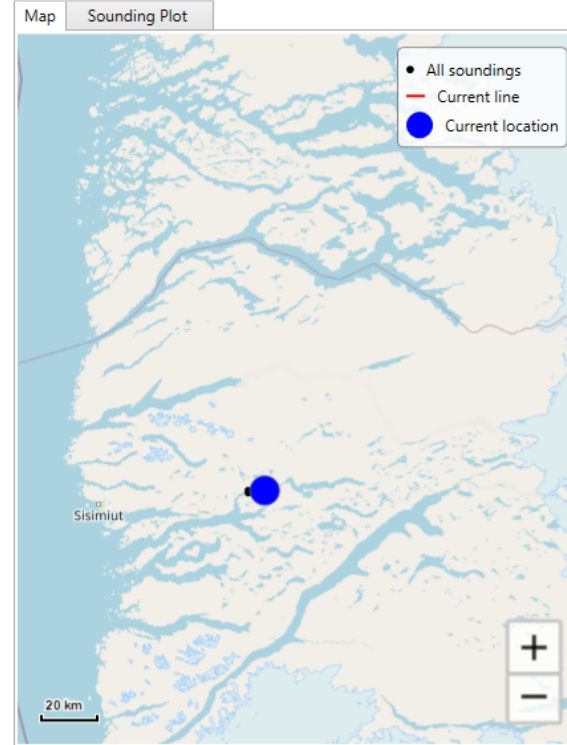 Map
Sounding Plot
All soundings
Current line
Current location
Sisimiut
+
−
20 km